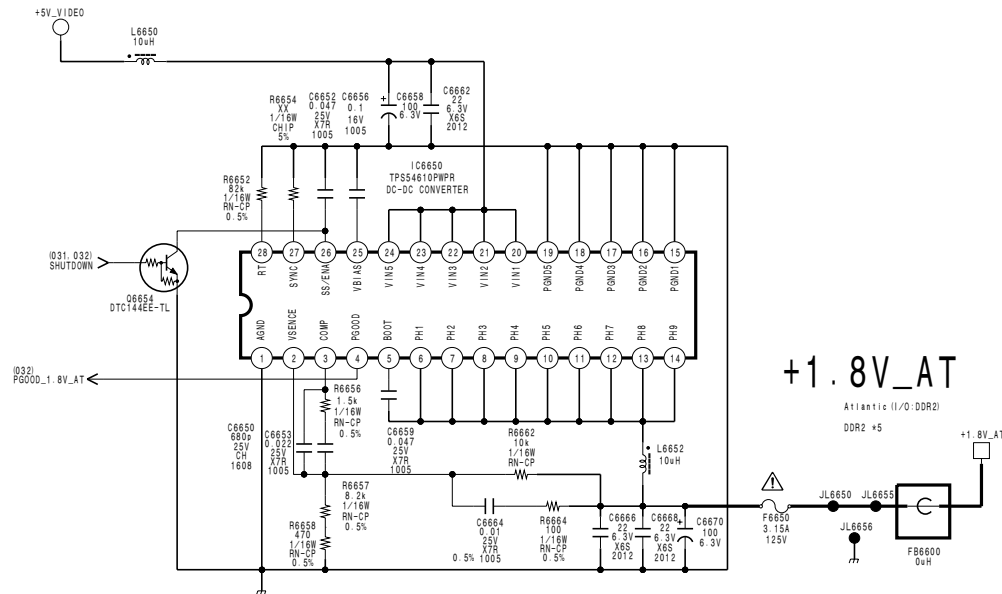 +5V_VIDEO
L6650
10uH
R6654
XX
1/16W
CHIP
5%
C6652
0.047
25V
X7R
1005
C6656
0.1
16V
1005
C6658
100
6.3V
C6662
22
6.3V
X6S
2012
+
IC6650
TPS54610PWPR
DC-DC CONVERTER
R6652
82k
1/16W
RN-CP
0.5%
(031.032)
SHUTDOWN
Q6654
DTC144EE-TL
28 27 26 25 24 23 22 21 20 19 18 17 16 15
RT SYNC SS/ENA VBIAS VIN5 VIN4 VIN3 VIN2 VIN1 PGND5 PGND4 PGND3 PGND2 PGND1
AGND VSENCE COMP PGOOD BOOT PH1 PH2 PH3 PH4 PH5 PH6 PH7 PH8 PH9
1 2 3 4 5 6 7 8 9 10 11 12 13 14
(032)
PGOOD_1.8V_AT
R6656
1.5k
1/16W
RN-CP
0.5%
C6650
680p
25V
CH
1608
C6653
0.022
25V
X7R
1005
C6659
0.047
25V
X7R
1005
R6662
10k
1/16W
RN-CP
L6652
10uH
R6657
8.2k
1/16W
RN-CP
0.5%
R6658
470
1/16W
RN-CP
0.5%
C6664
0.01
25V
X7R
0.5% 1005
R6664
100
1/16W
RN-CP
0.5%
C6666
22
6.3V
X6S
2012
C6668
22
6.3V
X6S
2012
+
C6670
100
6.3V
+1.8V_AT
Atlantic (I/O:DDR2)
DDR2 *5
+1.8V_AT
F6650
3.15A
125V
JL6650
JL6655
JL6656
FB6600
0uH